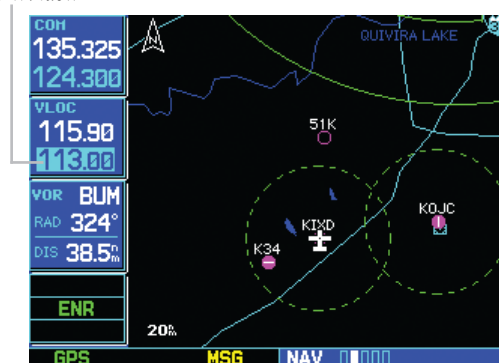 COM
135.325
124.300
VLOC
115.90
113.00
VOR BUM
RAD 324°
DIS 38.5nm
ENR
GPS
MSG
NAV
QUIVIRA LAKE
51K
KOJC
KIXD
K34
20nm